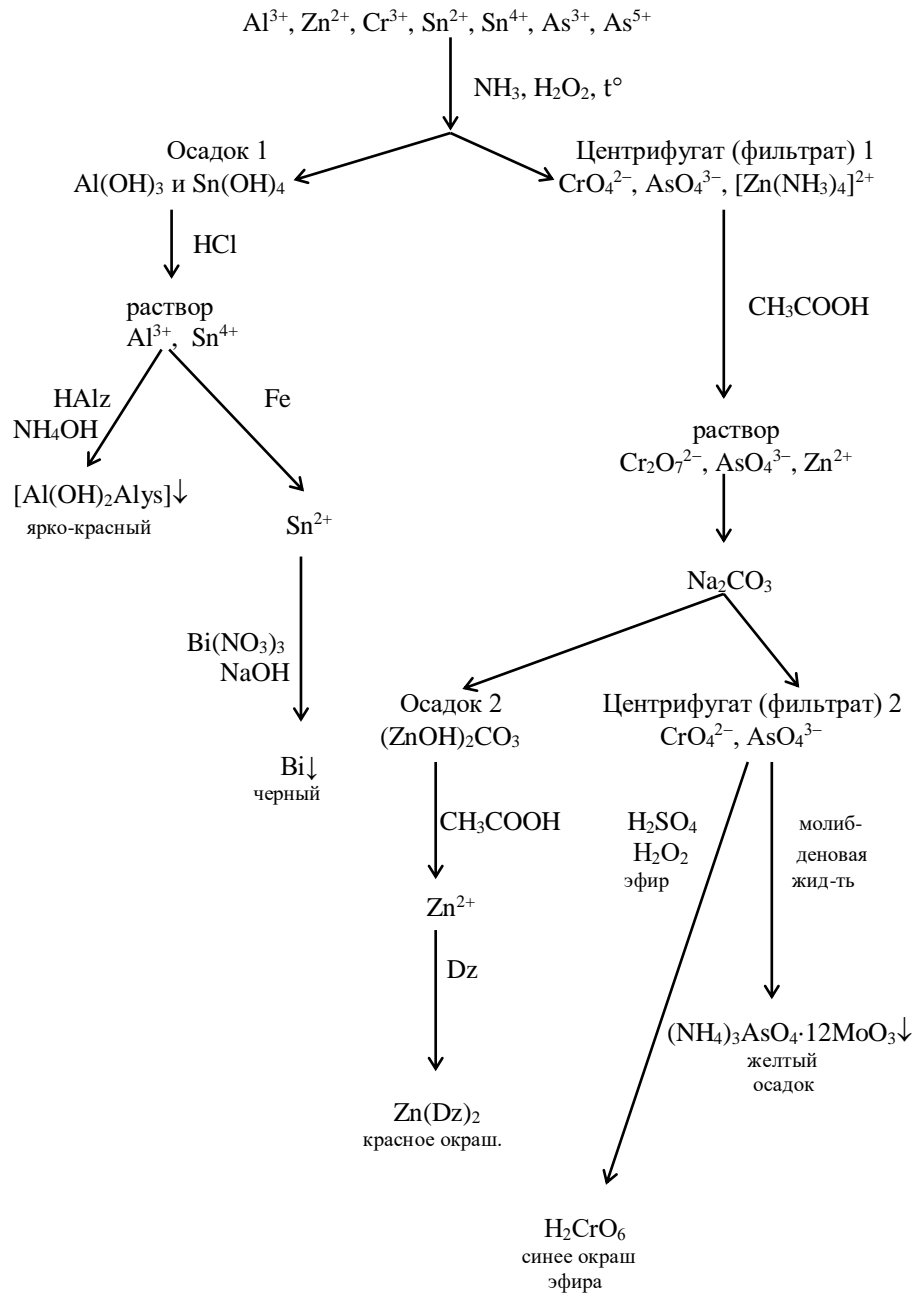 Al³⁺, Zn²⁺, Cr³⁺, Sn²⁺, Sn⁴⁺, As³⁺, As⁵⁺
NH₃, H₂O₂, t°
Осадок 1
Al(OH)₃ и Sn(OH)₄
Центрифугат (фильтрат) 1
CrO₄²⁻, AsO₄³⁻, [Zn(NH₃)₄]²⁺
HCl
CH₃COOH
раствор
Al³⁺, Sn⁴⁺
HAlz
NH₄OH
Fe
раствор
Cr₂O₇²⁻, AsO₄³⁻, Zn²⁺
[Al(OH)₂Alys]↓
ярко-красный
Sn²⁺
Na₂CO₃
Bi(NO₃)₃
NaOH
Осадок 2
(ZnOH)₂CO₃
Центрифугат (фильтрат) 2
CrO₄²⁻, AsO₄³⁻
Bi↓
черный
CH₃COOH
H₂SO₄
H₂O₂
эфир
молиб-
деновая
жид-ть
Zn²⁺
Dz
(NH₄)₃AsO₄·12MoO₃↓
желтый
осадок
Zn(Dz)₂
красное окраш.
H₂CrO₆
синее окраш
эфира